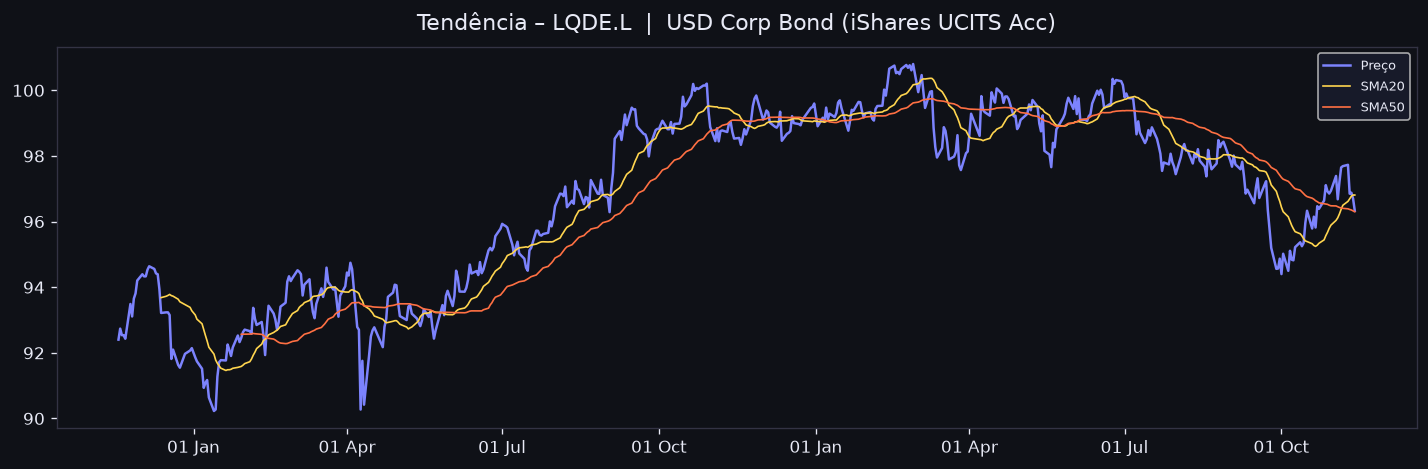 Tendência – LQDE.L | USD Corp Bond (iShares UCITS Acc)
Preço
SMA20
SMA50
100
98
96
94
92
90
01 Jan
01 Apr
01 Jul
01 Oct
01 Jan
01 Apr
01 Jul
01 Oct